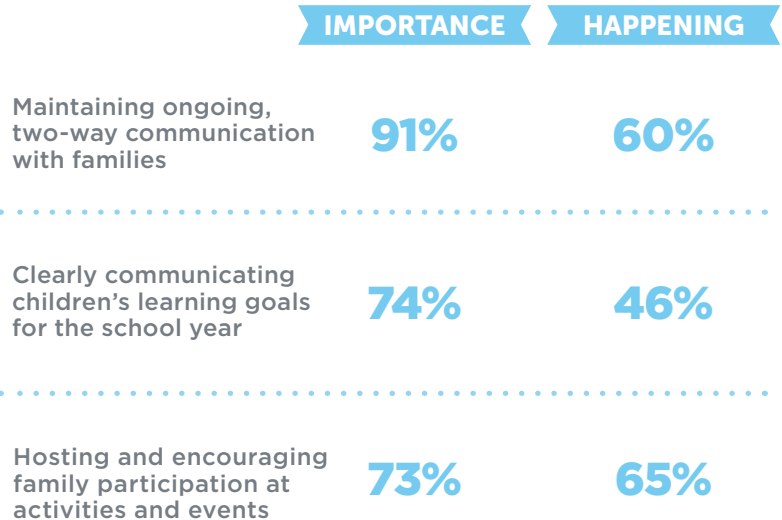 IMPORTANCE HAPPENING
Maintaining ongoing,
two-way communication
with families
91% 60%
Clearly communicating
children’s learning goals
for the school year
74% 46%
Hosting and encouraging
family participation at
activities and events
73% 65%